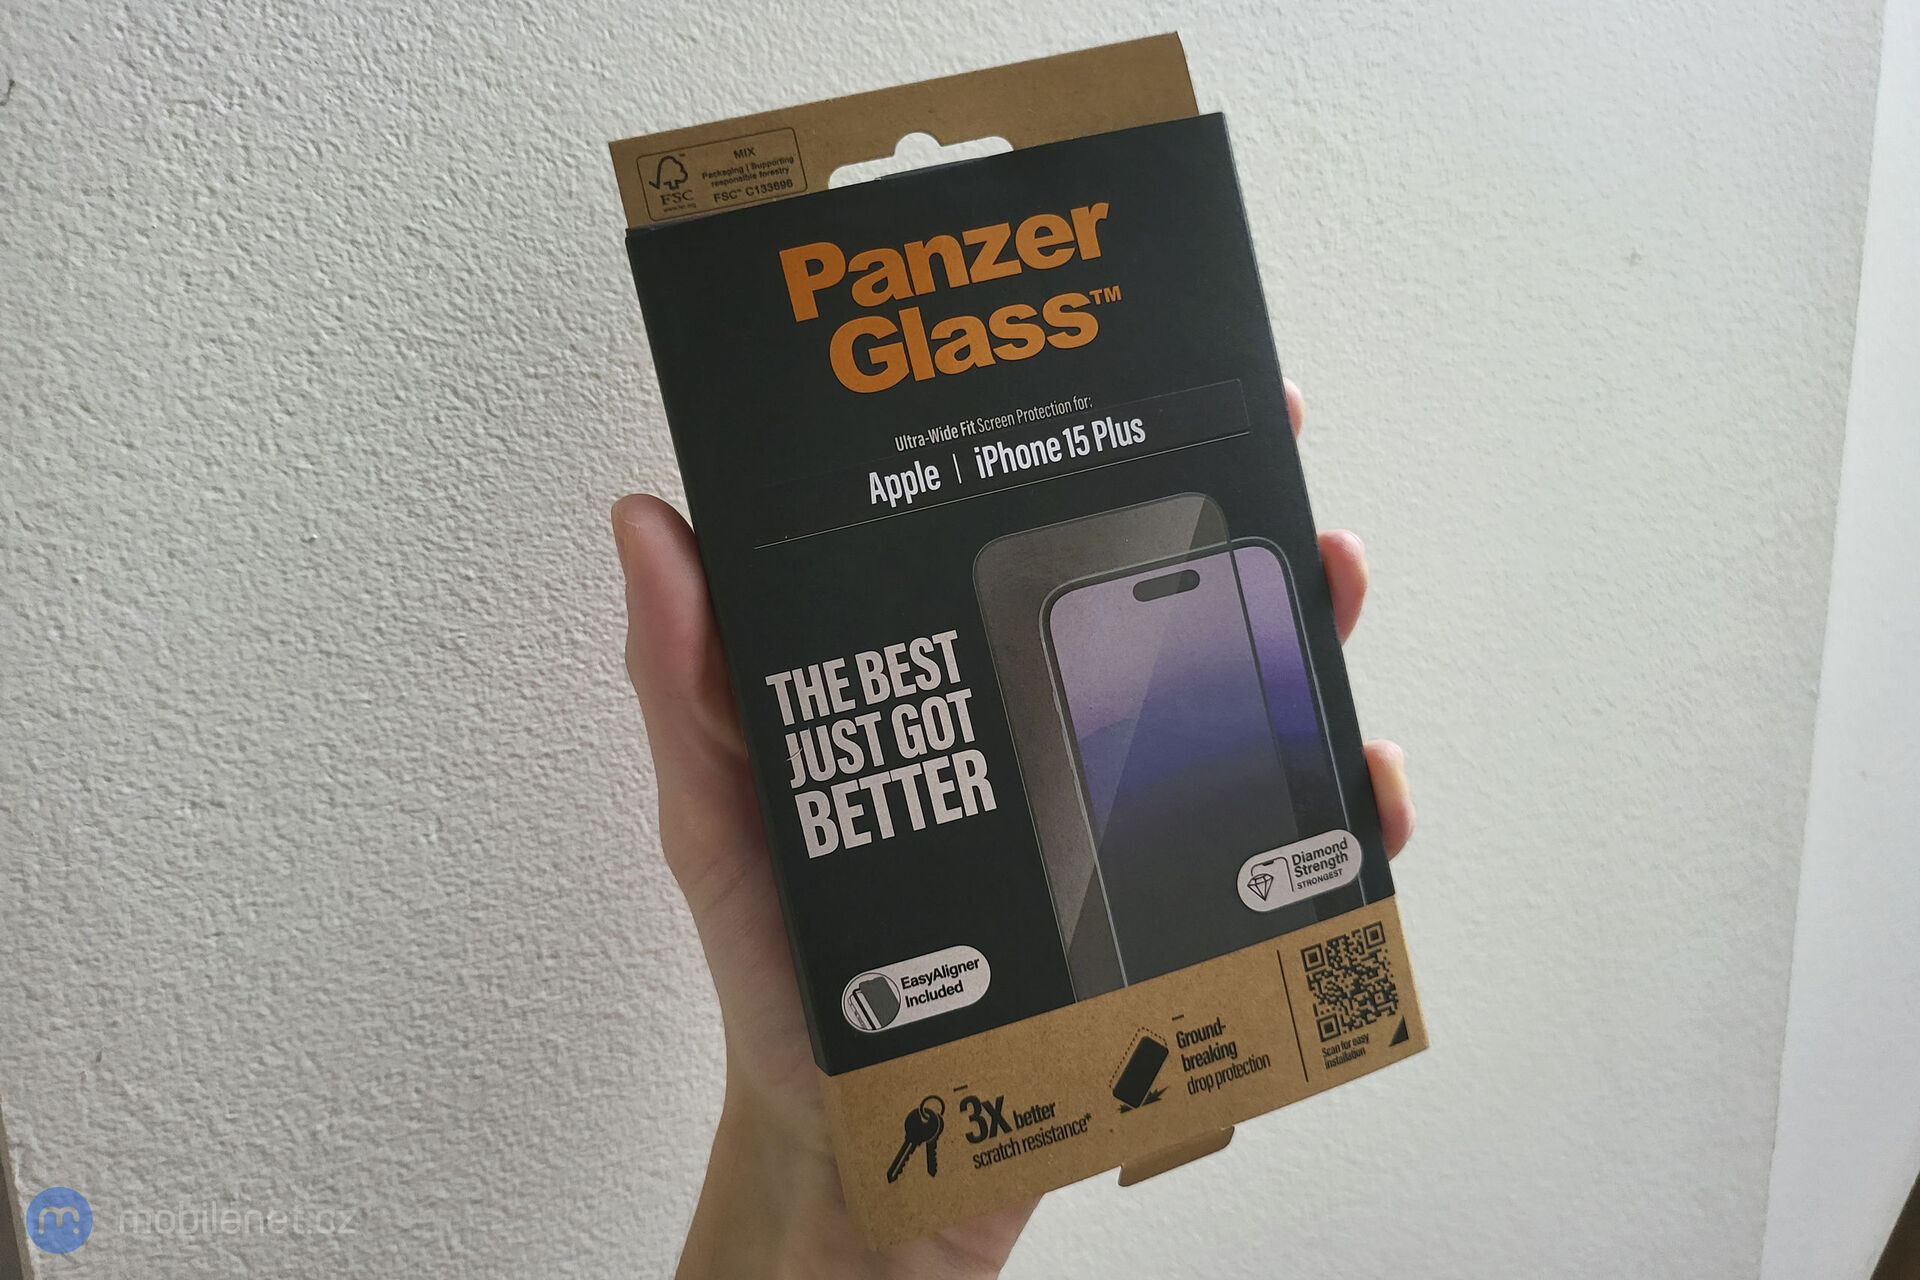 MIX
Packaging | Supporting
responsible forestry
FSC™ C133696
FSC
Panzer
Glass™
Ultra-Wide Fit Screen Protection for:
Apple | iPhone 15 Plus
THE BEST
JUST GOT
BETTER
Diamond
Strength
STRONGEST
EasyAligner
Included
3X better
scratch resistance*
Ground-
breaking
drop protection
Scan for easy
installation
mobilenet.cz